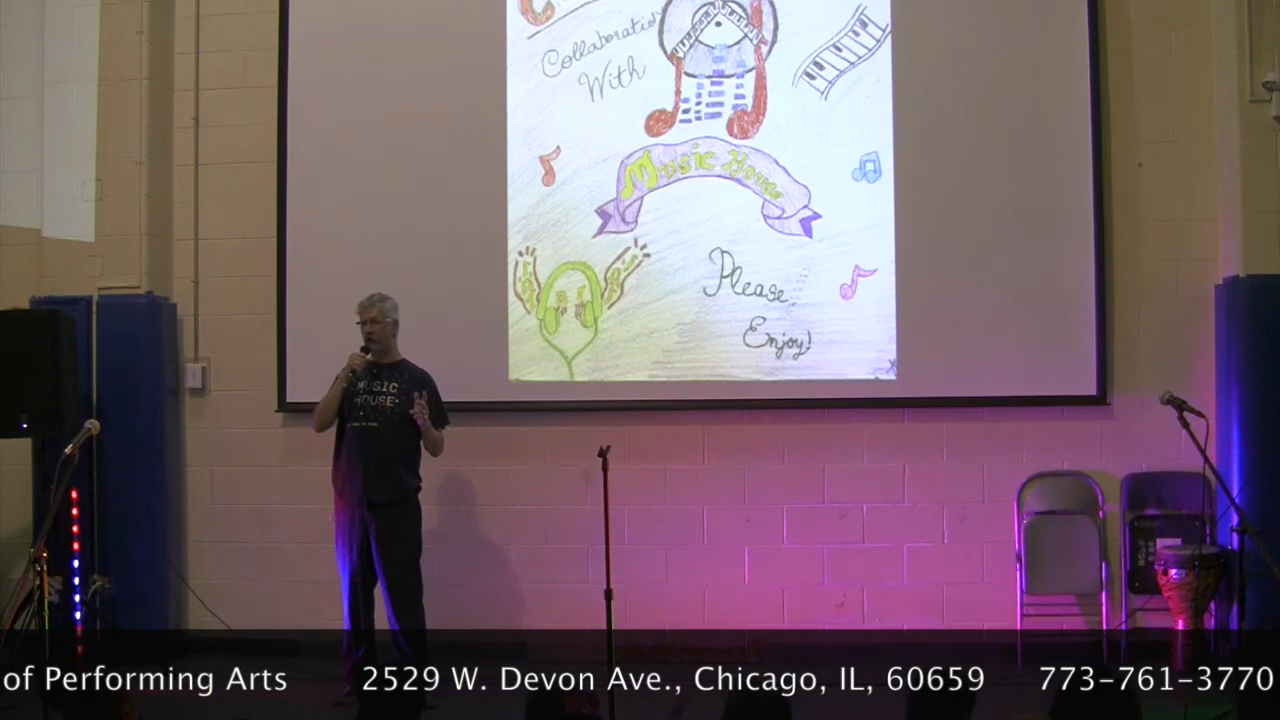 Collaboration
With
Music House
Please
Enjoy!
MUSIC
HOUSE
of Performing Arts 2529 W. Devon Ave., Chicago, IL, 60659 773-761-3770